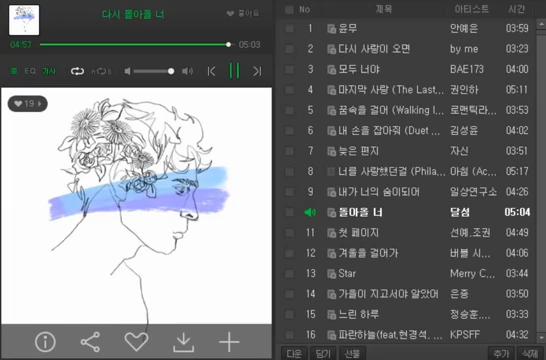 다시 돌아올 너
♥ 좋아요
04:57
05:03
EQ 가사
♥ 19
No 제목 아티스트 시간
1 윤무 안예은 03:59
2 다시 사랑이 오면 by me 03:23
3 모두 너야 BAE173 04:00
4 마지막 사랑 (The Last,... 권인하 05:11
5 꿈속을 걸어 (Walking I... 로맨틱라... 03:53
6 내 손을 잡아줘 (Duet ... 김성윤 04:02
7 늦은 편지 자신 03:51
8 너를 사랑했던걸 (Phila... 아침 (Ac... 05:17
9 내가 너의 숨이되어 일상연구소 04:26
돌아올 너 달섬 05:04
11 첫 페이지 선예,조권 04:49
12 겨울을 걸어가 버블 시... 04:06
13 Star Merry C... 03:44
14 가을이 지고서야 알았어 은종 03:50
15 느린 하루 정승훈,... 03:33
16 파란하늘(feat,현경석, ... KPSFF 04:32
다운 담기 선물 추가 삭제